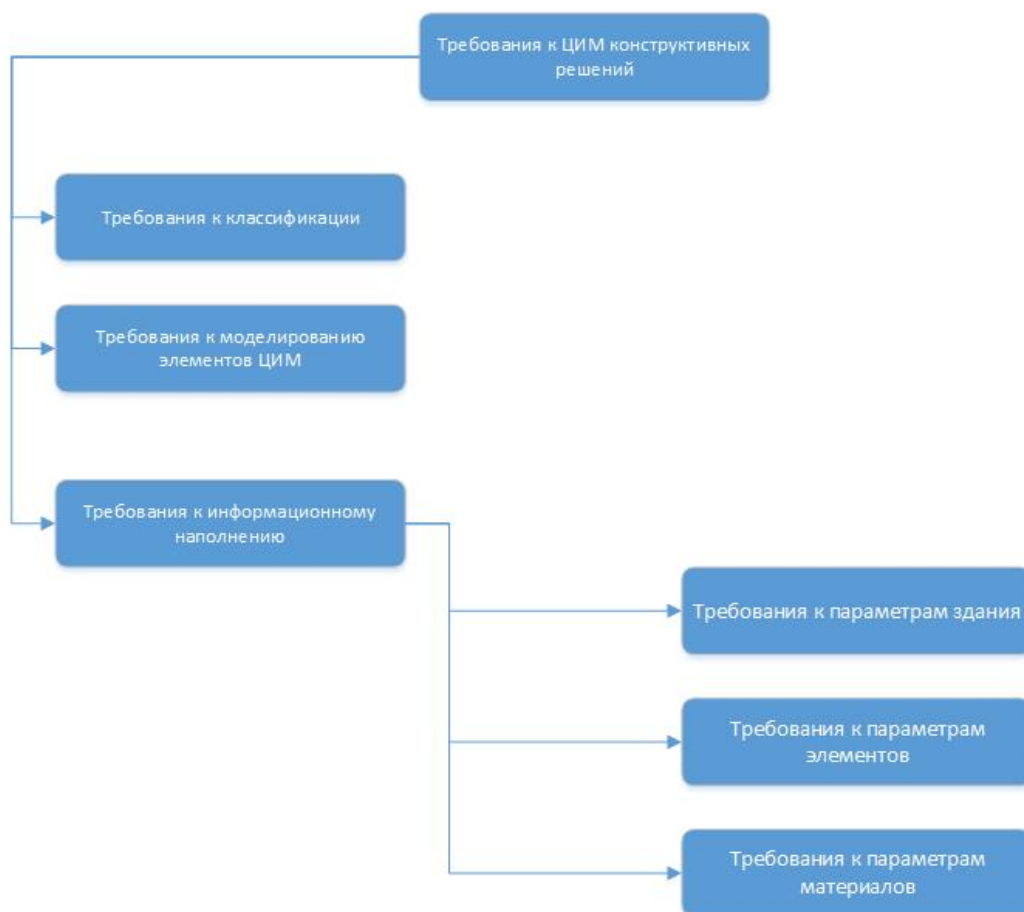 Требования к ЦИМ конструктивных
решений
Требования к классификации
Требования к моделированию
элементов ЦИМ
Требования к информационному
наполнению
Требования к параметрам здания
Требования к параметрам
элементов
Требования к параметрам
материалов